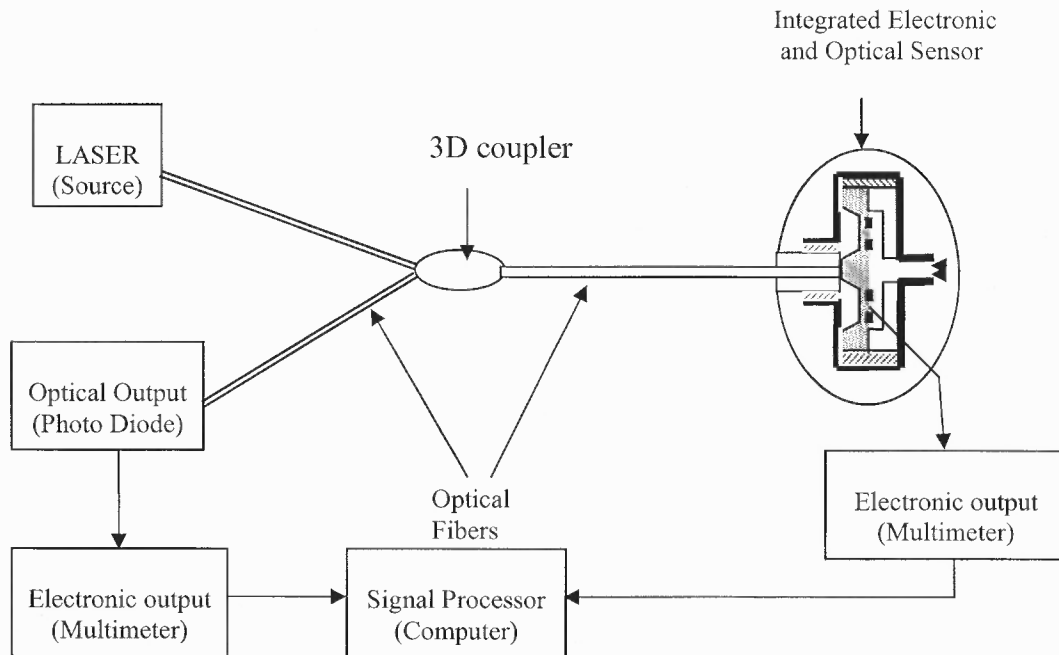 Integrated Electronic
and Optical Sensor
LASER
(Source)
3D coupler
Optical Output
(Photo Diode)
Optical
Fibers
Electronic output
(Multimeter)
Electronic output
(Multimeter)
Signal Processor
(Computer)